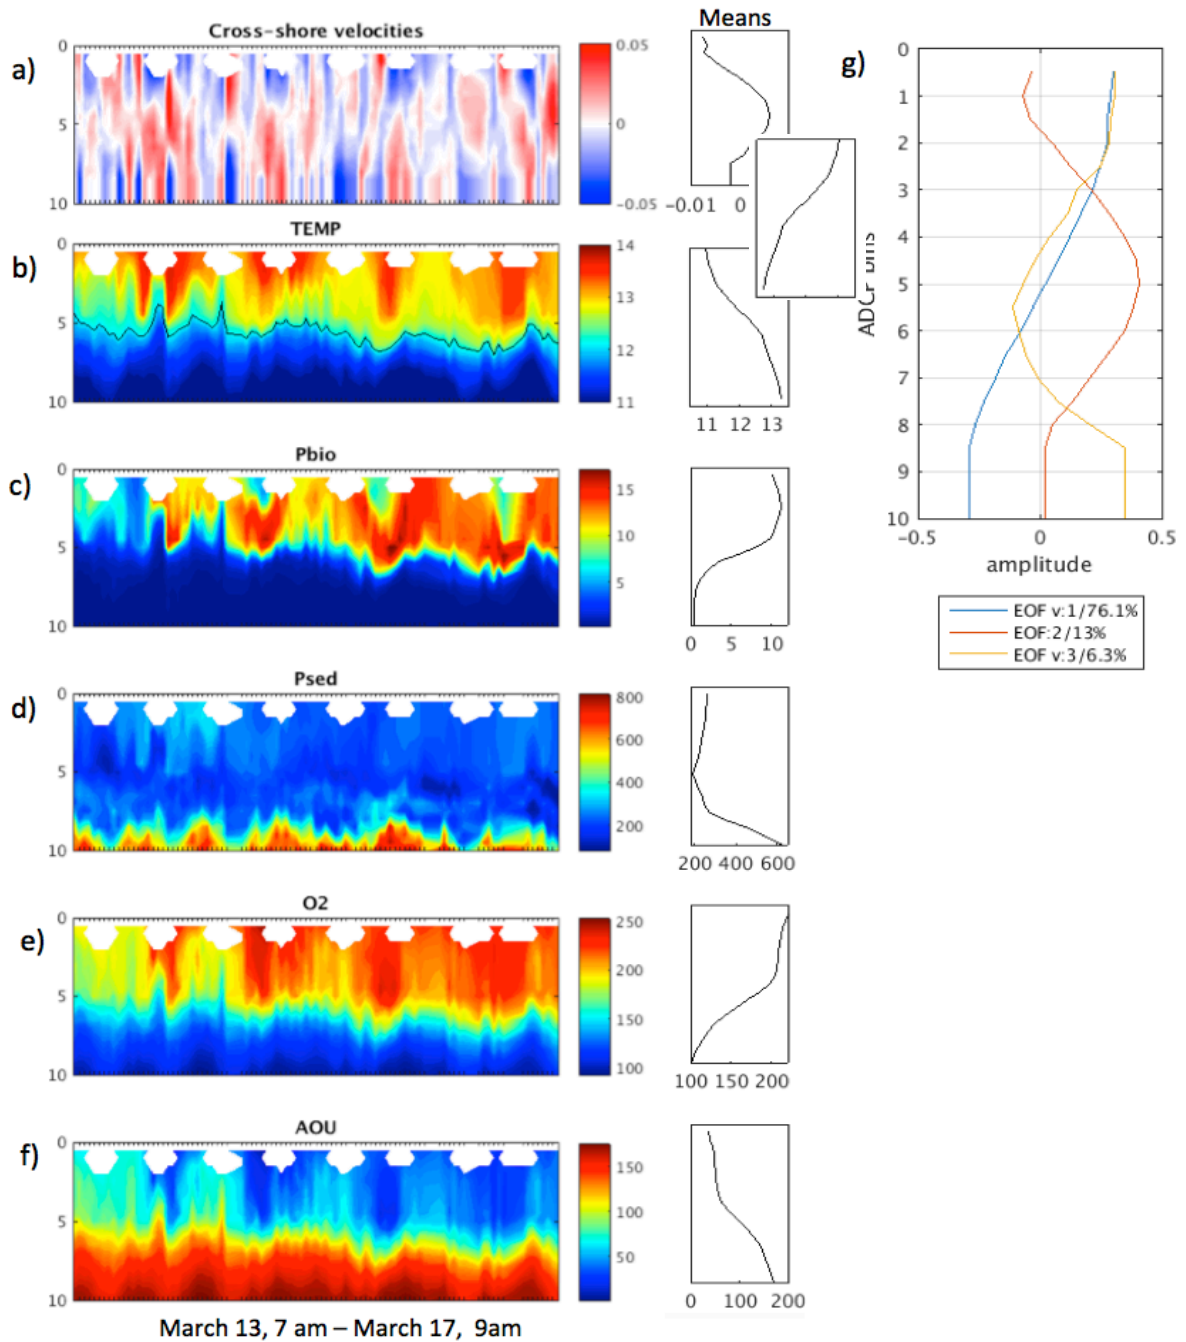 Means
Cross-shore velocities
a)
0
5
10
0.05
0
-0.05
-0.01 0
g)
0
1
2
3
4
5
6
7
8
9
10
-0.5 0 0.5
amplitude
EOF v:1/76.1%
EOF:2/13%
EOF v:3/6.3%
TEMP
b)
0
5
10
14
13
12
11
11 12 13
Pbio
c)
0
5
10
15
10
5
0 5 10
Psed
d)
0
5
10
800
600
400
200
200 400 600
O2
e)
0
5
10
250
200
150
100
100 150 200
AOU
f)
0
5
10
150
100
50
0 100 200
March 13, 7 am – March 17, 9am